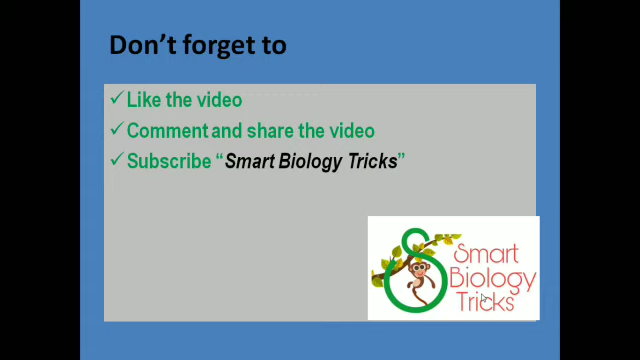 Don't forget to
✓Like the video
✓Comment and share the video
✓Subscribe “Smart Biology Tricks”
Smart
Biology
Tricks